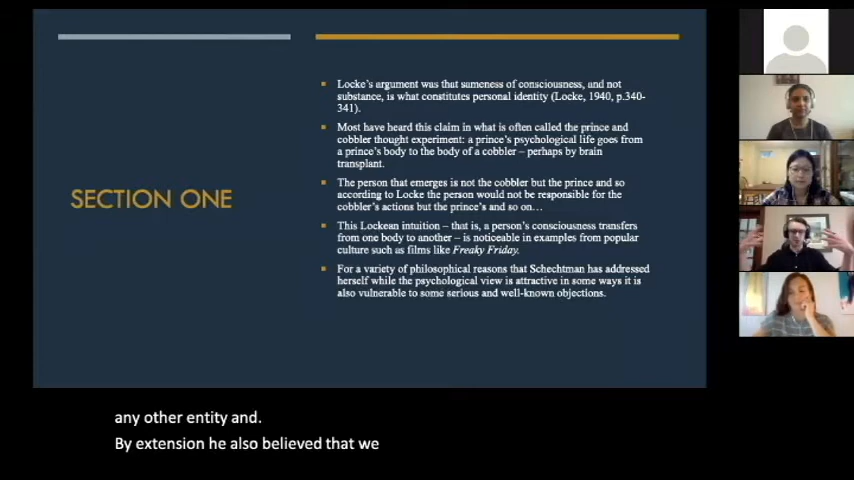 SECTION ONE
Locke's argument was that sameness of consciousness, and not
substance, is what constitutes personal identity (Locke, 1940, p.340-
341).
Most have heard this claim in what is often called the prince and
cobbler thought experiment: a prince's psychological life goes from
a prince's body to the body of a cobbler – perhaps by brain
transplant.
The person that emerges is not the cobbler but the prince and so
according to Locke the person would not be responsible for the
cobbler's actions but the prince's and so on…
This Lockean intuition – that is, a person's consciousness transfers
from one body to another – is noticeable in examples from popular
culture such as films like Freaky Friday.
For a variety of philosophical reasons that Schechtman has addressed
herself while the psychological view is attractive in some ways it is
also vulnerable to some serious and well-known objections.
any other entity and.
By extension he also believed that we